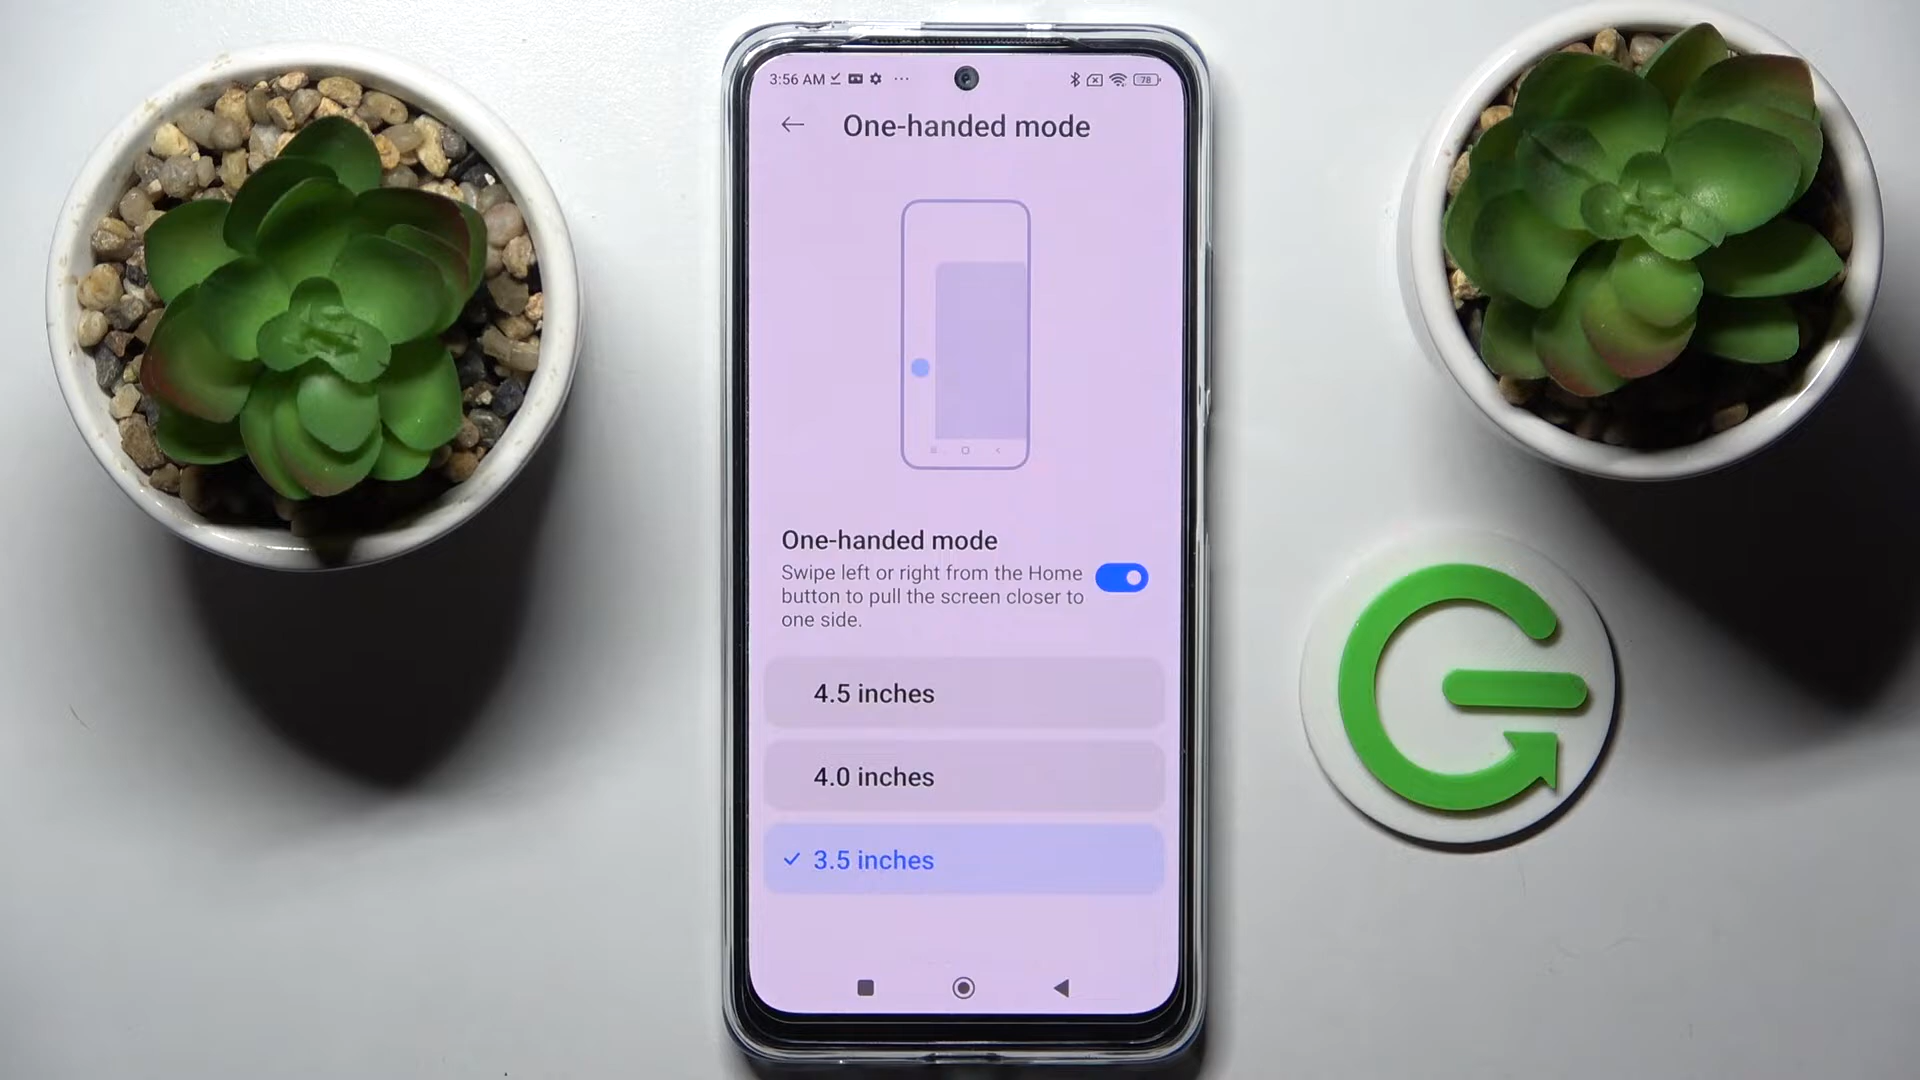 3:56 AM
78
One-handed mode
One-handed mode
Swipe left or right from the Home
button to pull the screen closer to
one side.
4.5 inches
4.0 inches
3.5 inches